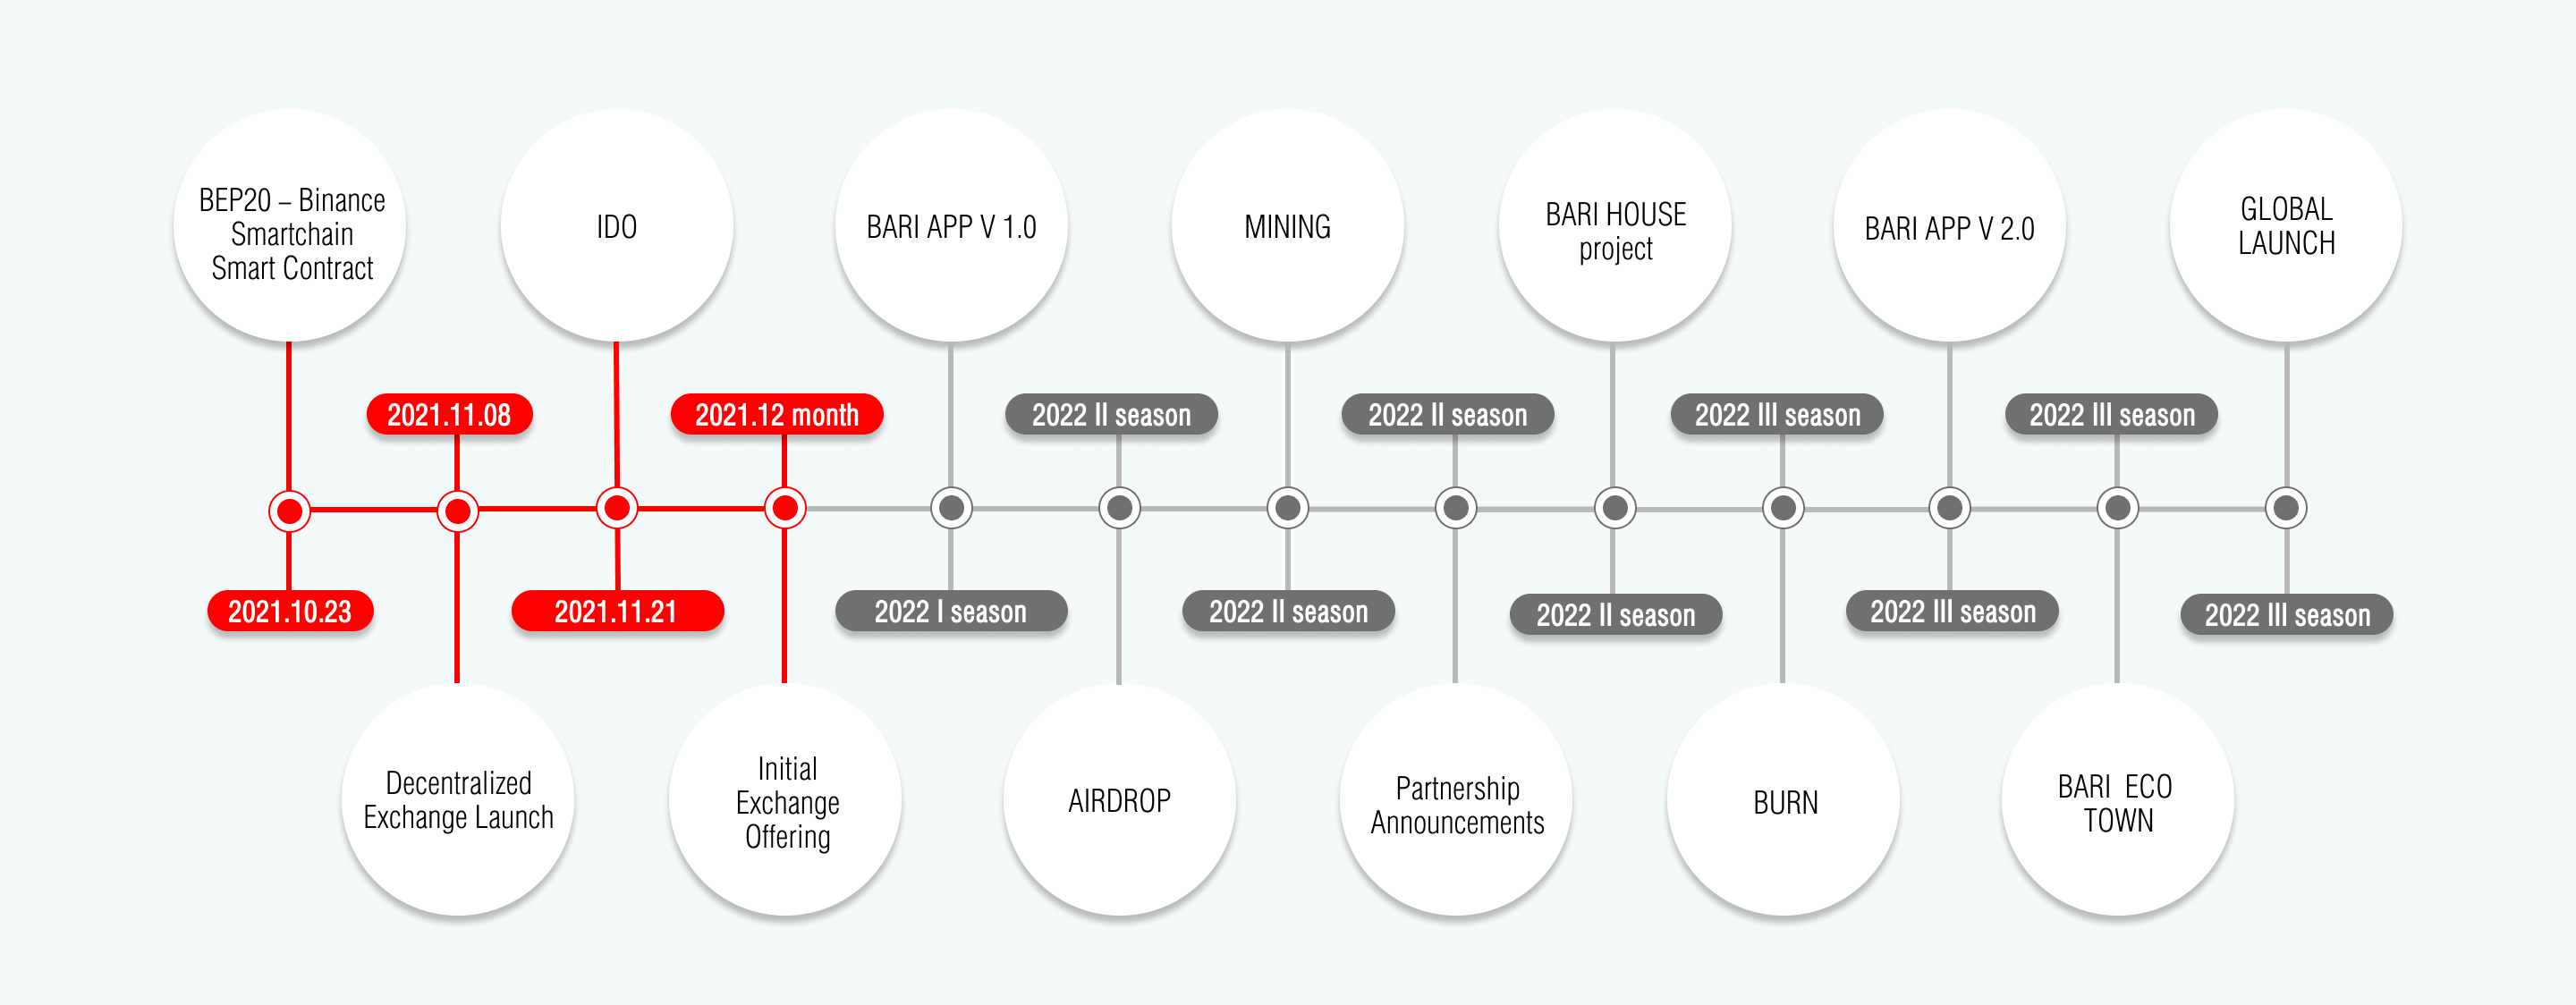 BEP20 – Binance
Smartchain
Smart Contract
IDO
BARI APP V 1.0
MINING
BARI HOUSE
project
BARI APP V 2.0
GLOBAL
LAUNCH
2021.11.08
2021.12 month
2022 II season
2022 II season
2022 III season
2022 III season
2021.10.23
2021.11.21
2022 I season
2022 II season
2022 II season
2022 III season
2022 III season
Decentralized
Exchange Launch
Initial
Exchange
Offering
AIRDROP
Partnership
Announcements
BURN
BARI ECO
TOWN